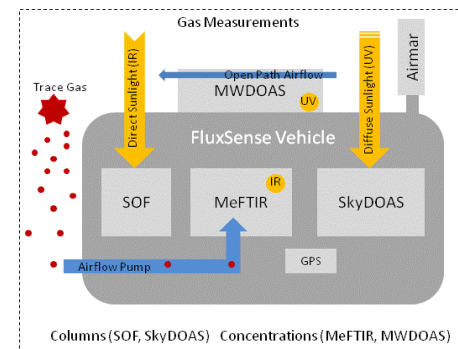 Gas Measurements
Trace Gas
Direct Sunlight (IR)
Open Path Airflow
MWDOAS
UV
Diffuse Sunlight (UV)
Airmar
FluxSense Vehicle
SOF
MeFTIR
IR
SkyDOAS
GPS
Airflow Pump
Columns (SOF, SkyDOAS) Concentrations (MeFTIR, MWDOAS)